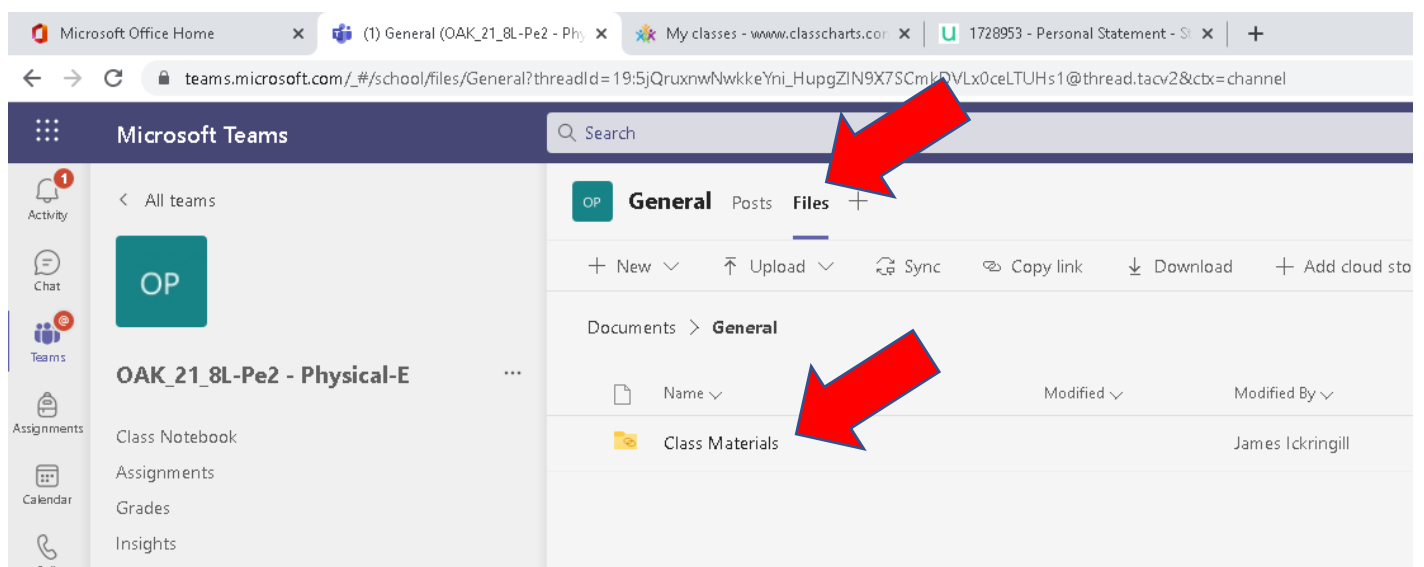 Microsoft Office Home
(1) General (OAK_21_8L-Pe2 - Phy
My classes - www.classcharts.con
1728953 - Personal Statement - St
teams.microsoft.com/_#/school/files/General?threadId=19:5jQruxnwNwkkeYni_HupgZIN9X7SCmkDVLx0ceLTUHs1@thread.tacv2&ctx=channel
Microsoft Teams
Search
1
Activity
All teams
OP
General Posts Files
New Upload Sync Copy link Download Add cloud sto
Chat
OP
Documents > General
@
Teams
OAK_21_8L-Pe2 - Physical-E ...
Name Modified Modified By
Assignments
Class Notebook
Class Materials James Ickringill
Assignments
Calendar
Grades
Insights